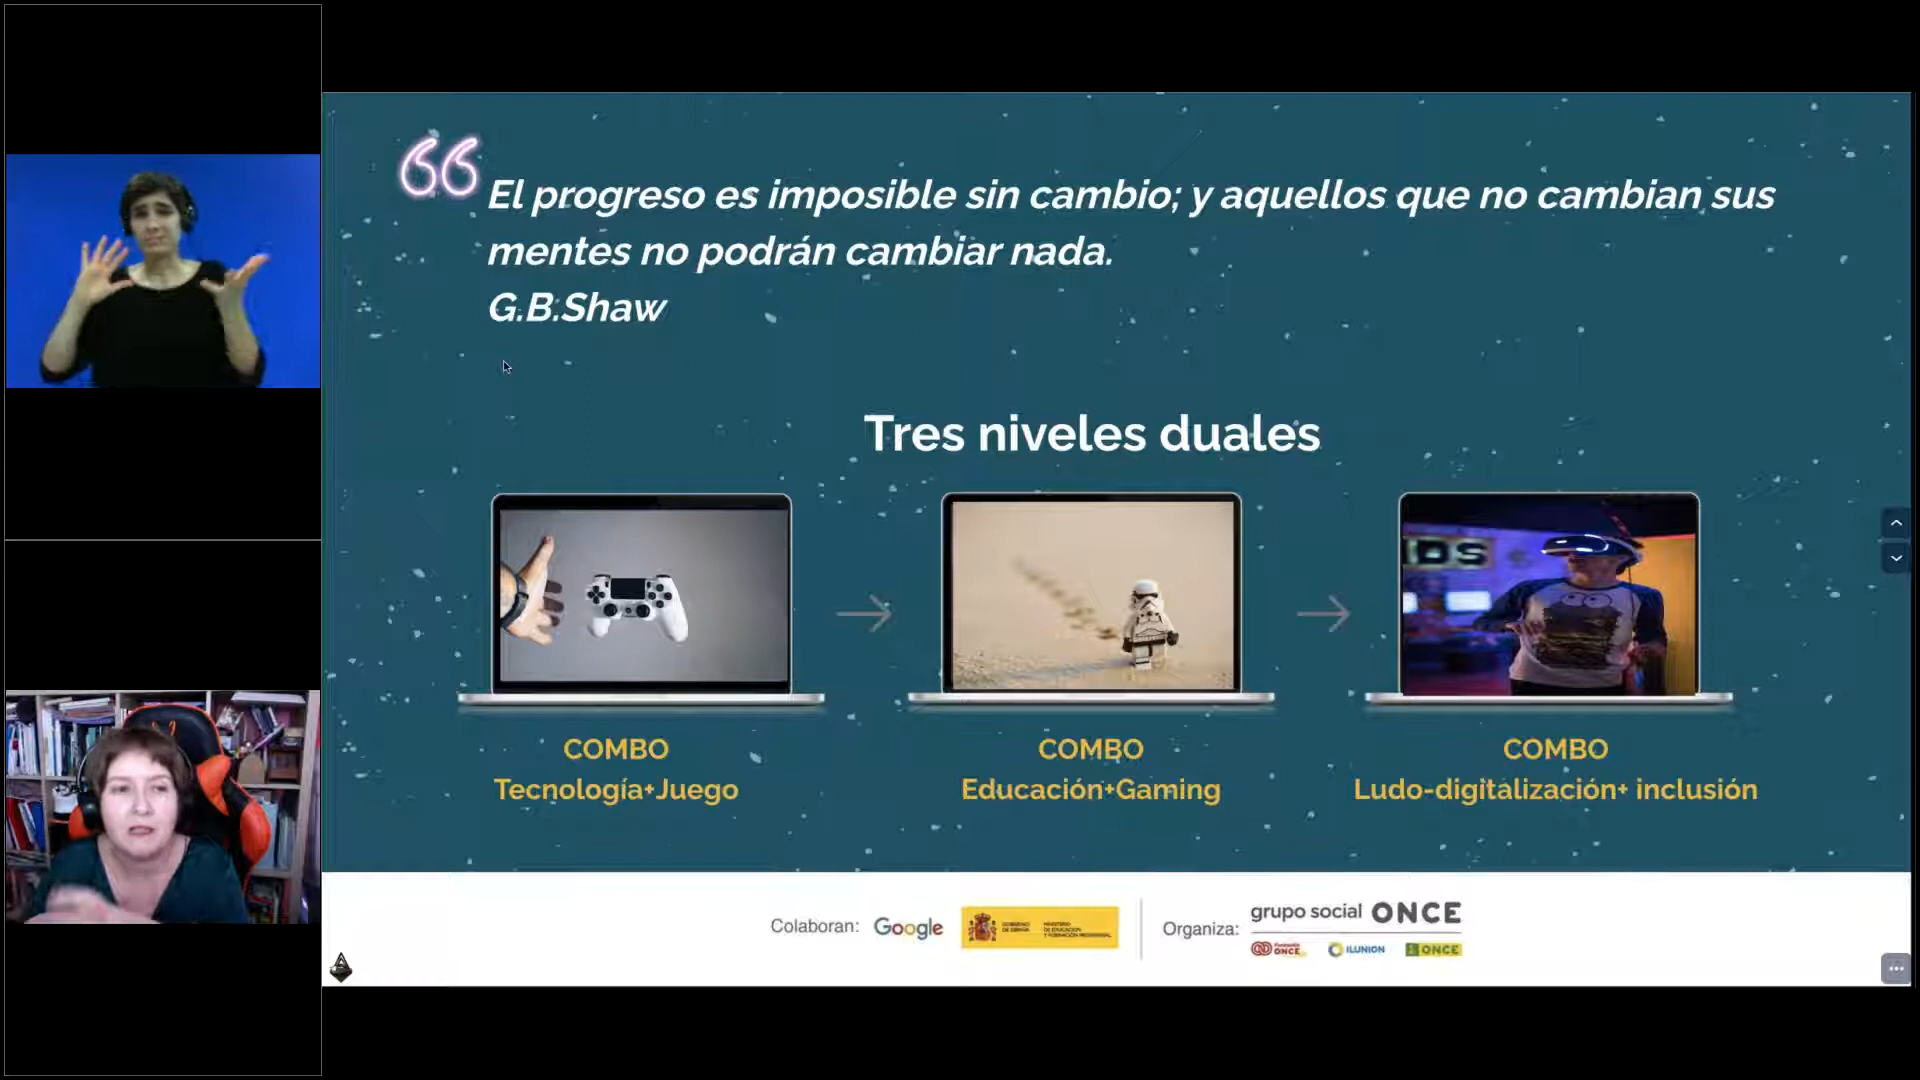 El progreso es imposible sin cambio; y aquellos que no cambian sus
mentes no podrán cambiar nada.
G.B.Shaw
Tres niveles duales
IDS
COMBO
Tecnología+Juego
COMBO
Educación+Gaming
COMBO
Ludo-digitalización+ inclusión
Colaboran:
Google
GOBIERNO
DE ESPAÑA
MINISTERIO
DE EDUCACIÓN
Y FORMACIÓN PROFESIONAL
Organiza:
grupo social ONCE
Fundación
ONCE
ILUNION
ONCE